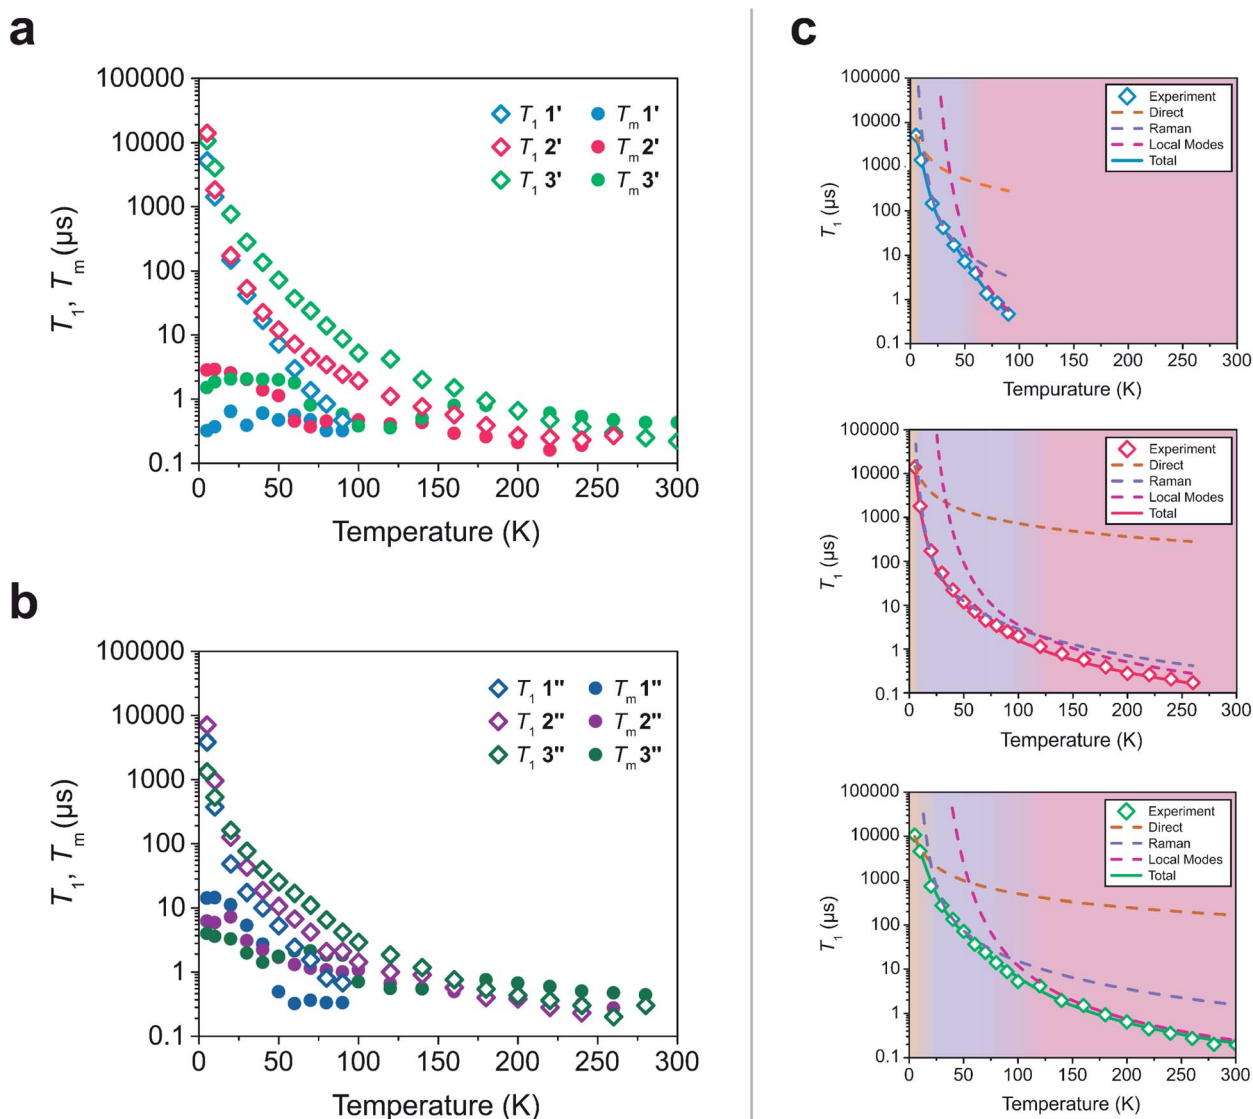 a
100000
10000
1000
100
10
1
0.1
T1, Tm (μs)
T1 1' Tm 1'
T1 2' Tm 2'
T1 3' Tm 3'
0 50 100 150 200 250 300
Temperature (K)
b
100000
10000
1000
100
10
1
0.1
T1, Tm (μs)
T1 1" Tm 1"
T1 2" Tm 2"
T1 3" Tm 3"
0 50 100 150 200 250 300
Temperature (K)
c
100000
10000
1000
100
10
1
0.1
T1 (μs)
Experiment
Direct
Raman
Local Modes
Total
0 50 100 150 200 250 300
Tempurature (K)
100000
10000
1000
100
10
1
0.1
T1 (μs)
Experiment
Direct
Raman
Local Modes
Total
0 50 100 150 200 250 300
Temperature (K)
100000
10000
1000
100
10
1
0.1
T1 (μs)
Experiment
Direct
Raman
Local Modes
Total
0 50 100 150 200 250 300
Temperature (K)